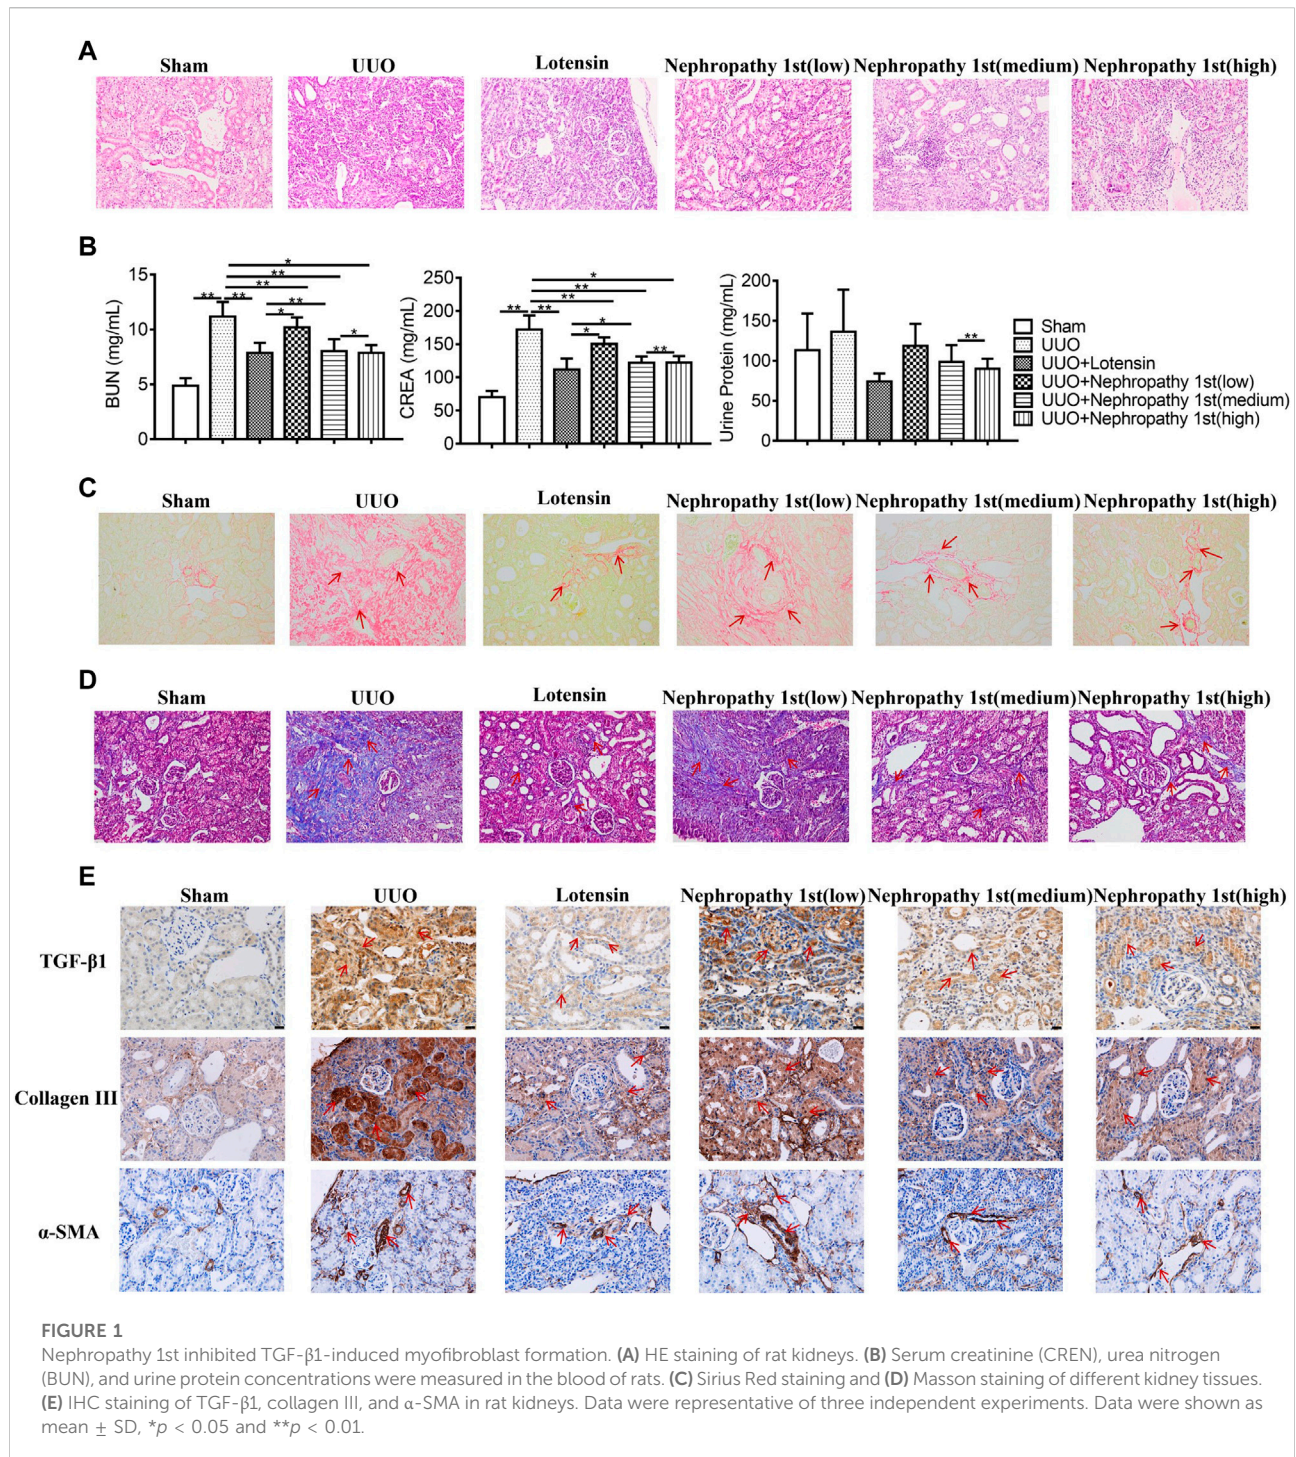 A
Sham UUO Lotensin Nephropathy 1st(low) Nephropathy 1st(medium) Nephropathy 1st(high)
B
BUN (mg/mL)
15
10
5
0
* ** ** ** ** ** * *
CREA (mg/mL)
250
200
150
100
50
0
* ** ** ** ** * * **
Urine Protein (mg/mL)
200
150
100
50
0
**
Sham
UUO
UUO+Lotensin
UUO+Nephropathy 1st(low)
UUO+Nephropathy 1st(medium)
UUO+Nephropathy 1st(high)
C
Sham UUO Lotensin Nephropathy 1st(low) Nephropathy 1st(medium) Nephropathy 1st(high)
D
Sham UUO Lotensin Nephropathy 1st(low) Nephropathy 1st(medium) Nephropathy 1st(high)
E
Sham UUO Lotensin Nephropathy 1st(low) Nephropathy 1st(medium) Nephropathy 1st(high)
TGF-β1
Collagen III
α-SMA
FIGURE 1
Nephropathy 1st inhibited TGF-β1-induced myofibroblast formation. (A) HE staining of rat kidneys. (B) Serum creatinine (CREN), urea nitrogen
(BUN), and urine protein concentrations were measured in the blood of rats. (C) Sirius Red staining and (D) Masson staining of different kidney tissues.
(E) IHC staining of TGF-β1, collagen III, and α-SMA in rat kidneys. Data were representative of three independent experiments. Data were shown as
mean ± SD, *p < 0.05 and **p < 0.01.